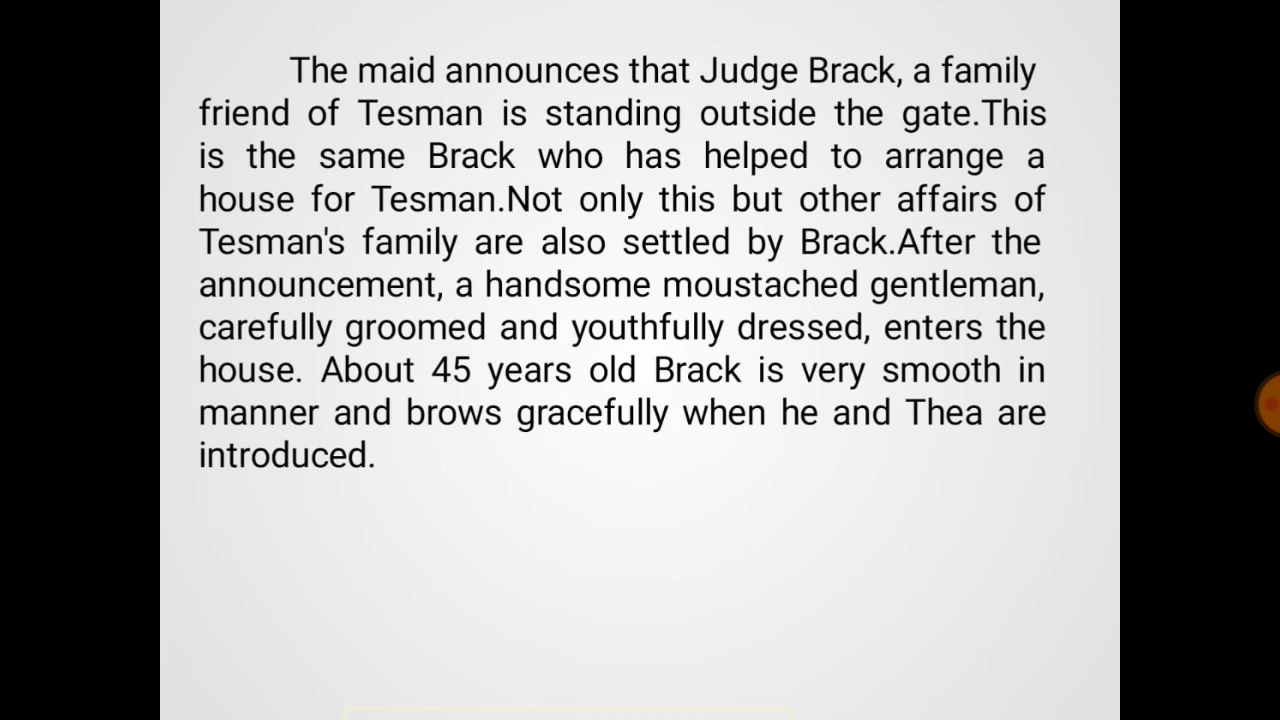 The maid announces that Judge Brack, a family
friend of Tesman is standing outside the gate.This
is the same Brack who has helped to arrange a
house for Tesman.Not only this but other affairs of
Tesman's family are also settled by Brack.After the
announcement, a handsome moustached gentleman,
carefully groomed and youthfully dressed, enters the
house. About 45 years old Brack is very smooth in
manner and brows gracefully when he and Thea are
introduced.